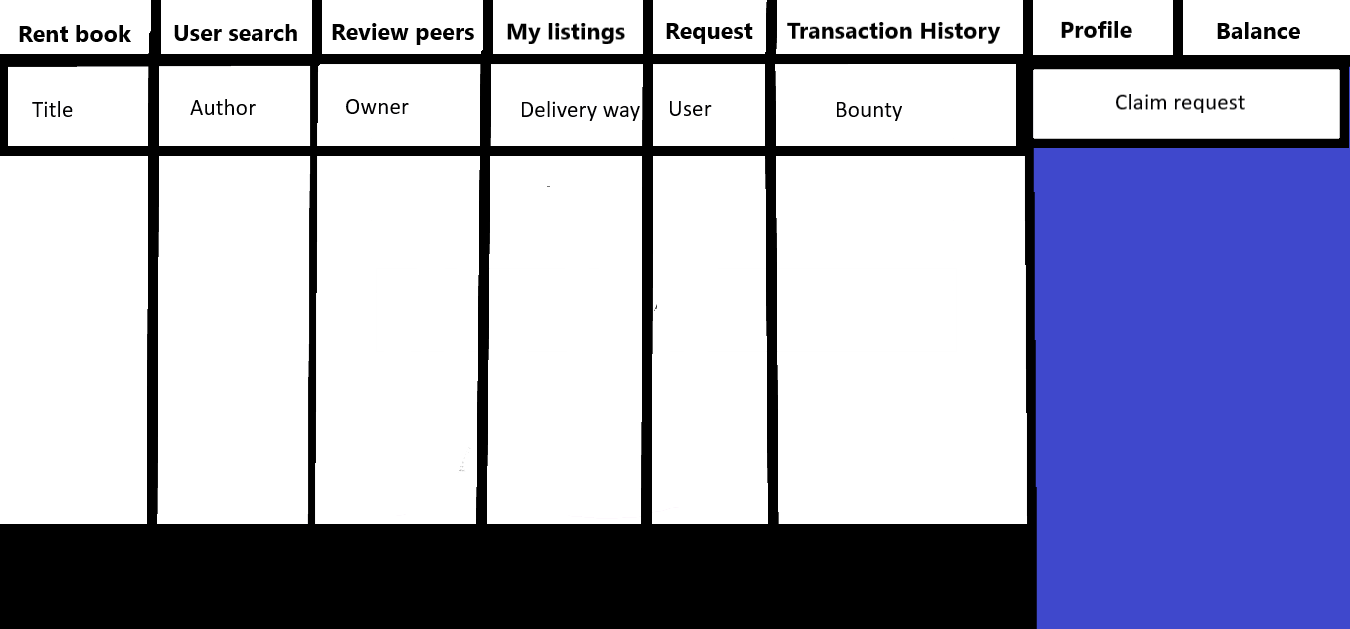 Rent book User search Review peers My listings Request Transaction History Profile Balance
Title Author Owner Delivery way User Bounty Claim request